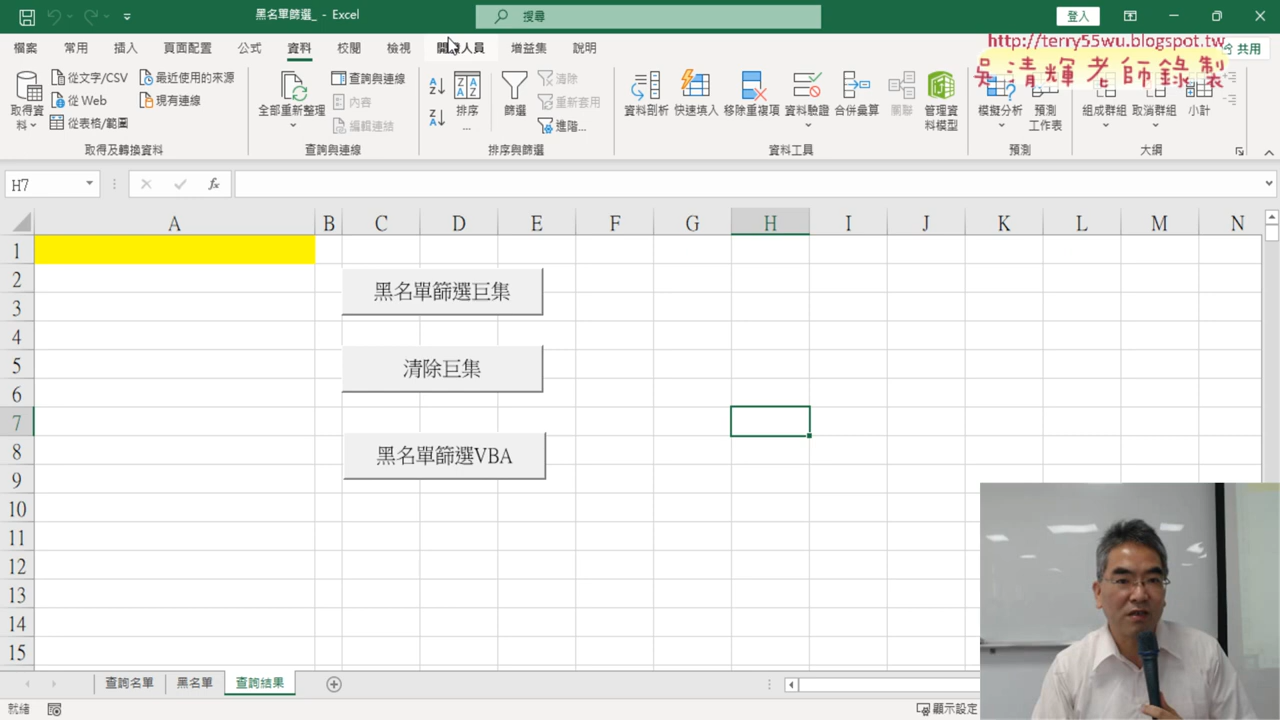 黑名單篩選_ - Excel
搜尋
登入
檔案 常用 插入 頁面配置 公式 資料 校閱 檢視 開發人員 增益集 說明
共用
http://terry55wu.blogspot.tw
吳清輝老師錄製
取得資料
從文字/CSV
從 Web
從表格/範圍
最近使用的來源
現有連線
取得及轉換資料
全部重新整理
查詢與連線
內容
編輯連結
查詢與連線
排序...
篩選
清除
重新套用
進階...
排序與篩選
資料剖析
快速填入
移除重複項
資料驗證
合併彙算
關聯
管理資料模型
資料工具
模擬分析
預測工作表
預測
組成群組
取消群組
小計
大綱
H7
fx
A B C D E F G H I J K L M N
1
2
3
4
5
6
7
8
9
10
11
12
13
14
15
黑名單篩選巨集
清除巨集
黑名單篩選VBA
查詢名單 黑名單 查詢結果
就緒
顯示設定